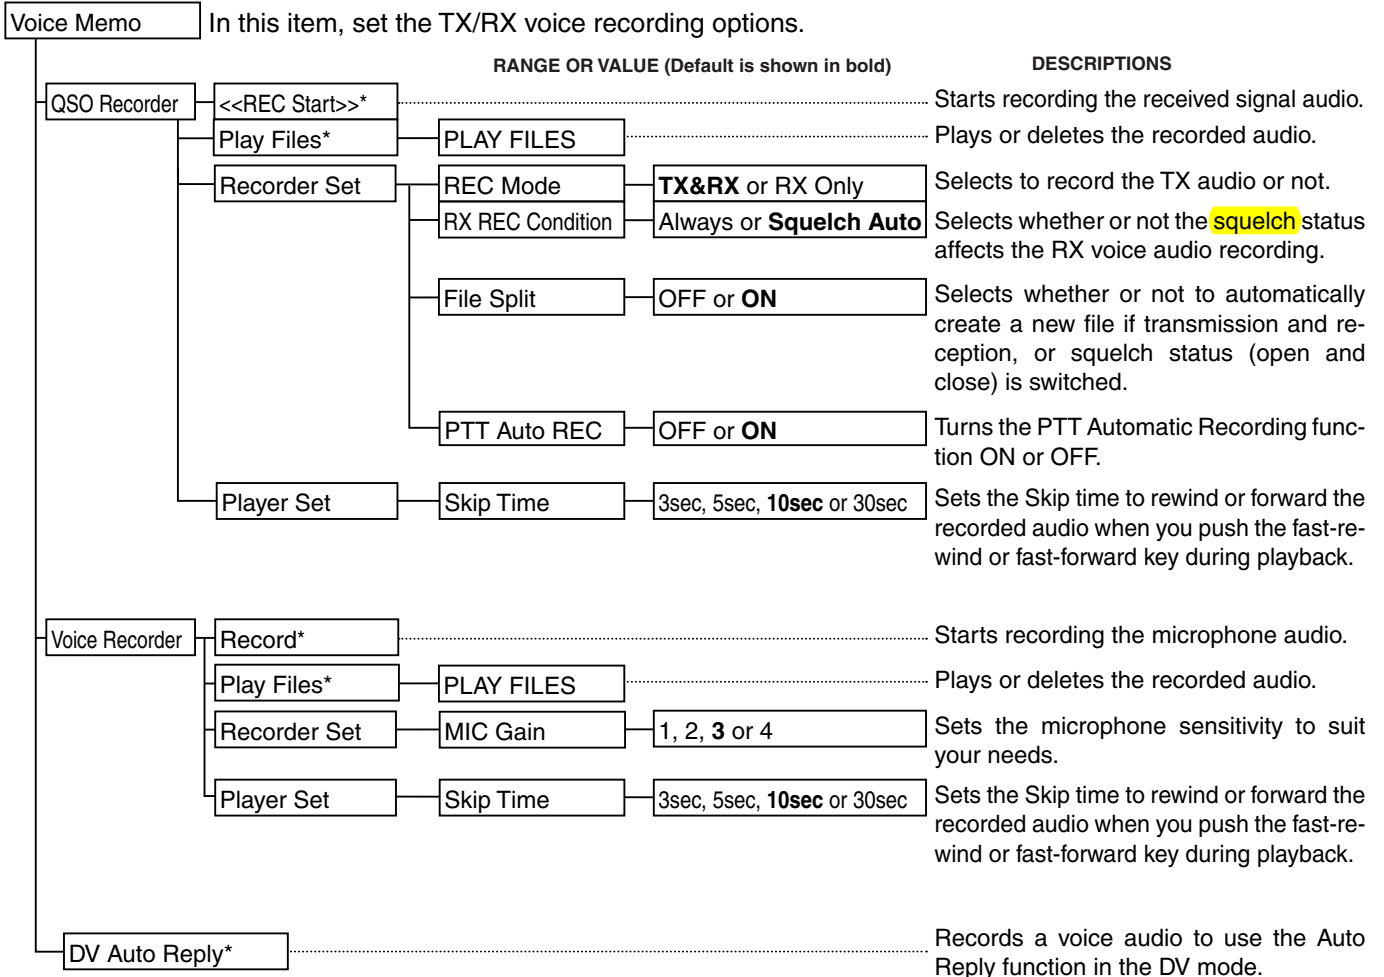 Voice Memo In this item, set the TX/RX voice recording options.
RANGE OR VALUE (Default is shown in bold) DESCRIPTIONS
QSO Recorder <<REC Start>>* Starts recording the received signal audio.
Play Files* PLAY FILES Plays or deletes the recorded audio.
Recorder Set REC Mode TX&RX or RX Only Selects to record the TX audio or not.
RX REC Condition Always or Squelch Auto Selects whether or not the squelch status
affects the RX voice audio recording.
File Split OFF or ON Selects whether or not to automatically
create a new file if transmission and re-
ception, or squelch status (open and
close) is switched.
PTT Auto REC OFF or ON Turns the PTT Automatic Recording func-
tion ON or OFF.
Player Set Skip Time 3sec, 5sec, 10sec or 30sec Sets the Skip time to rewind or forward the
recorded audio when you push the fast-re-
wind or fast-forward key during playback.
Voice Recorder Record* Starts recording the microphone audio.
Play Files* PLAY FILES Plays or deletes the recorded audio.
Recorder Set MIC Gain 1, 2, 3 or 4 Sets the microphone sensitivity to suit
your needs.
Player Set Skip Time 3sec, 5sec, 10sec or 30sec Sets the Skip time to rewind or forward the
recorded audio when you push the fast-re-
wind or fast-forward key during playback.
DV Auto Reply* Records a voice audio to use the Auto
Reply function in the DV mode.